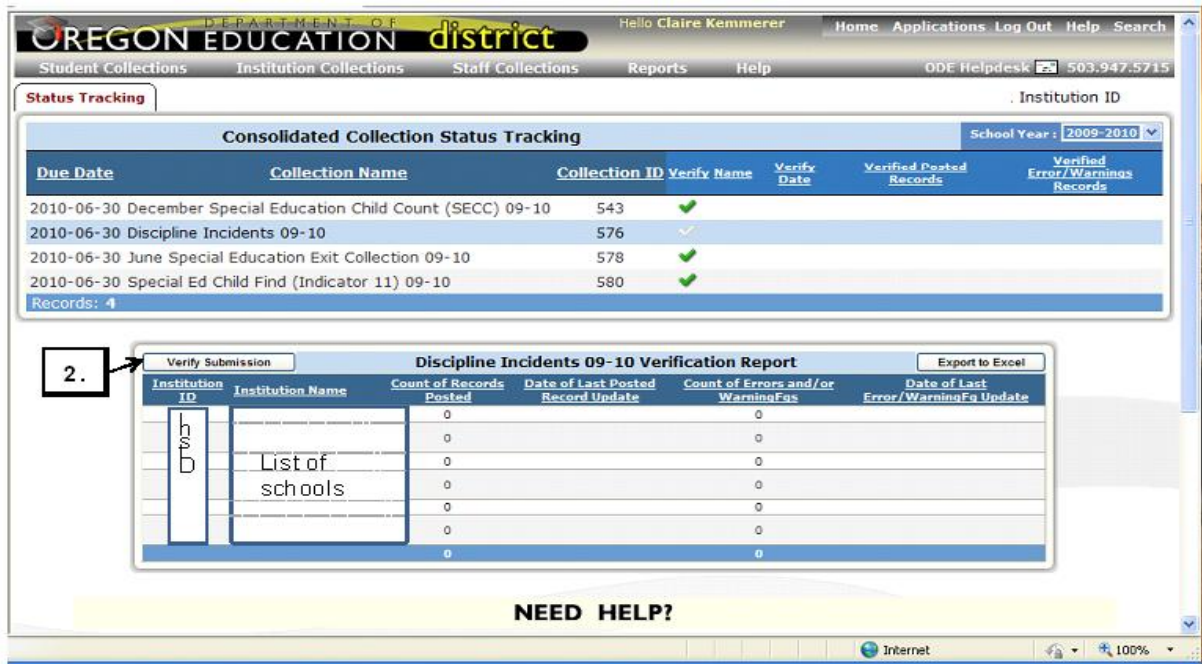 DEPARTMENT OF
OREGON EDUCATION district
Hello Claire Kemmerer
Home Applications Log Out Help Search
Student Collections Institution Collections Staff Collections Reports Help ODE Helpdesk 503.947.5715
Status Tracking
. Institution ID
Consolidated Collection Status Tracking School Year : 2009-2010
Due Date Collection Name Collection ID Verify Name Verify Date Verified Posted Records Verified Error/Warnings Records
2010-06-30 December Special Education Child Count (SECC) 09-10 543
2010-06-30 Discipline Incidents 09-10 576
2010-06-30 June Special Education Exit Collection 09-10 578
2010-06-30 Special Ed Child Find (Indicator 11) 09-10 580
Records: 4
2.
Verify Submission Discipline Incidents 09-10 Verification Report Export to Excel
Institution ID Institution Name Count of Records Posted Date of Last Posted Record Update Count of Errors and/or WarningFqs Date of Last Error/WarningFq Update
0 0
0 0
0 0
0 0
0 0
0 0
0 0
List of
schools
NEED HELP?
Internet 100%